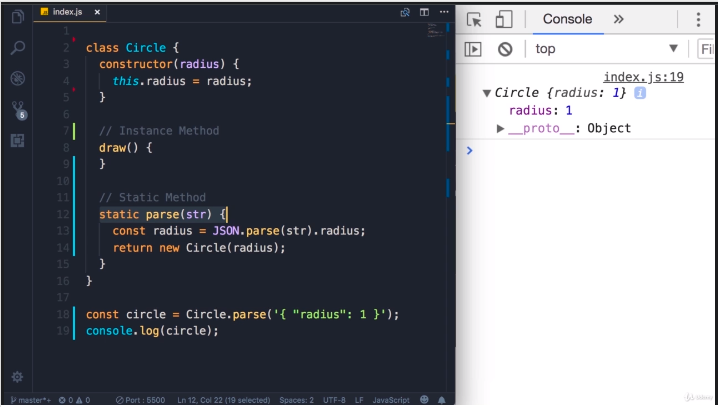 index.js
1
2 class Circle {
3 constructor(radius) {
4 this.radius = radius;
5 }
6
7 // Instance Method
8 draw() {
9 }
10
11 // Static Method
12 static parse(str) {
13 const radius = JSON.parse(str).radius;
14 return new Circle(radius);
15 }
16 }
17
18 const circle = Circle.parse('{ "radius": 1 }');
19 console.log(circle);
5
master*+ 0 0 Port : 5500 Ln 12, Col 22 (19 selected) Spaces: 2 UTF-8 LF JavaScript
Console
top Fil
index.js:19
Circle {radius: 1} i
radius: 1
__proto__: Object
Udemy